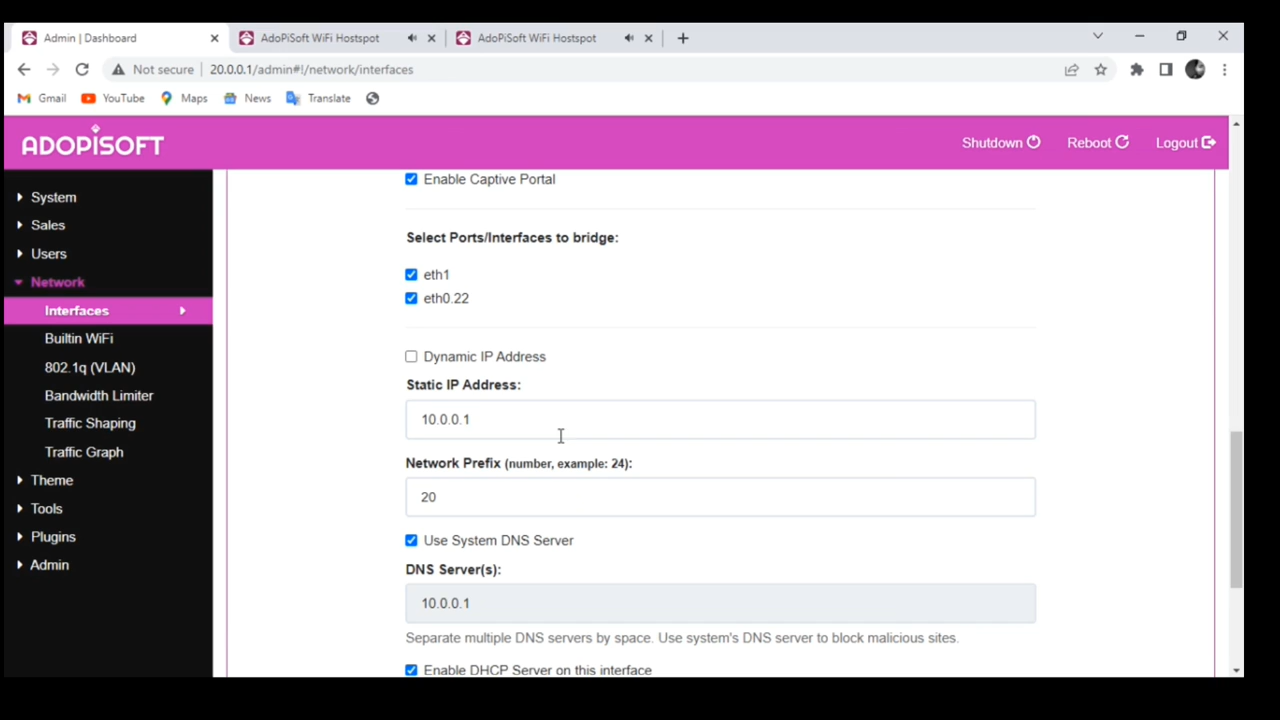 Admin | Dashboard
AdoPiSoft WiFi Hostspot
AdoPiSoft WiFi Hostspot
Not secure
20.0.0.1/admin#!/network/interfaces
Gmail
YouTube
Maps
News
Translate
ADOPISOFT
Shutdown
Reboot
Logout
System
Sales
Users
Network
Interfaces
Builtin WiFi
802.1q (VLAN)
Bandwidth Limiter
Traffic Shaping
Traffic Graph
Theme
Tools
Plugins
Admin
Enable Captive Portal
Select Ports/Interfaces to bridge:
eth1
eth0.22
Dynamic IP Address
Static IP Address:
10.0.0.1
Network Prefix (number, example: 24):
20
Use System DNS Server
DNS Server(s):
10.0.0.1
Separate multiple DNS servers by space. Use system's DNS server to block malicious sites.
Enable DHCP Server on this interface